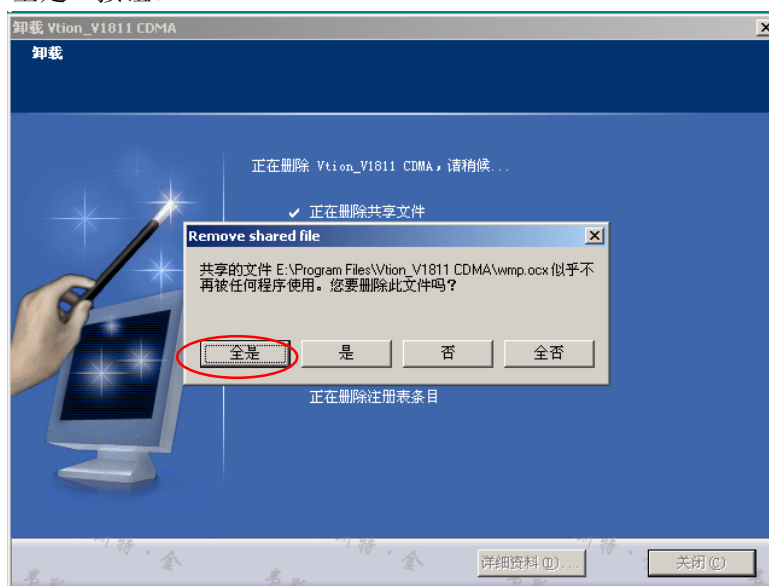 卸载 Vtion_V1811 CDMA
卸载
正在删除 Vtion_V1811 CDMA，请稍候...
✓ 正在删除共享文件
Remove shared file
共享的文件 E:\Program Files\Vtion_V1811 CDMA\wmp.ocx 似乎不
再被任何程序使用。您要删除此文件吗？
全是 是 否 全否
正在删除注册表条目
详细资料(D)... 关闭(C)